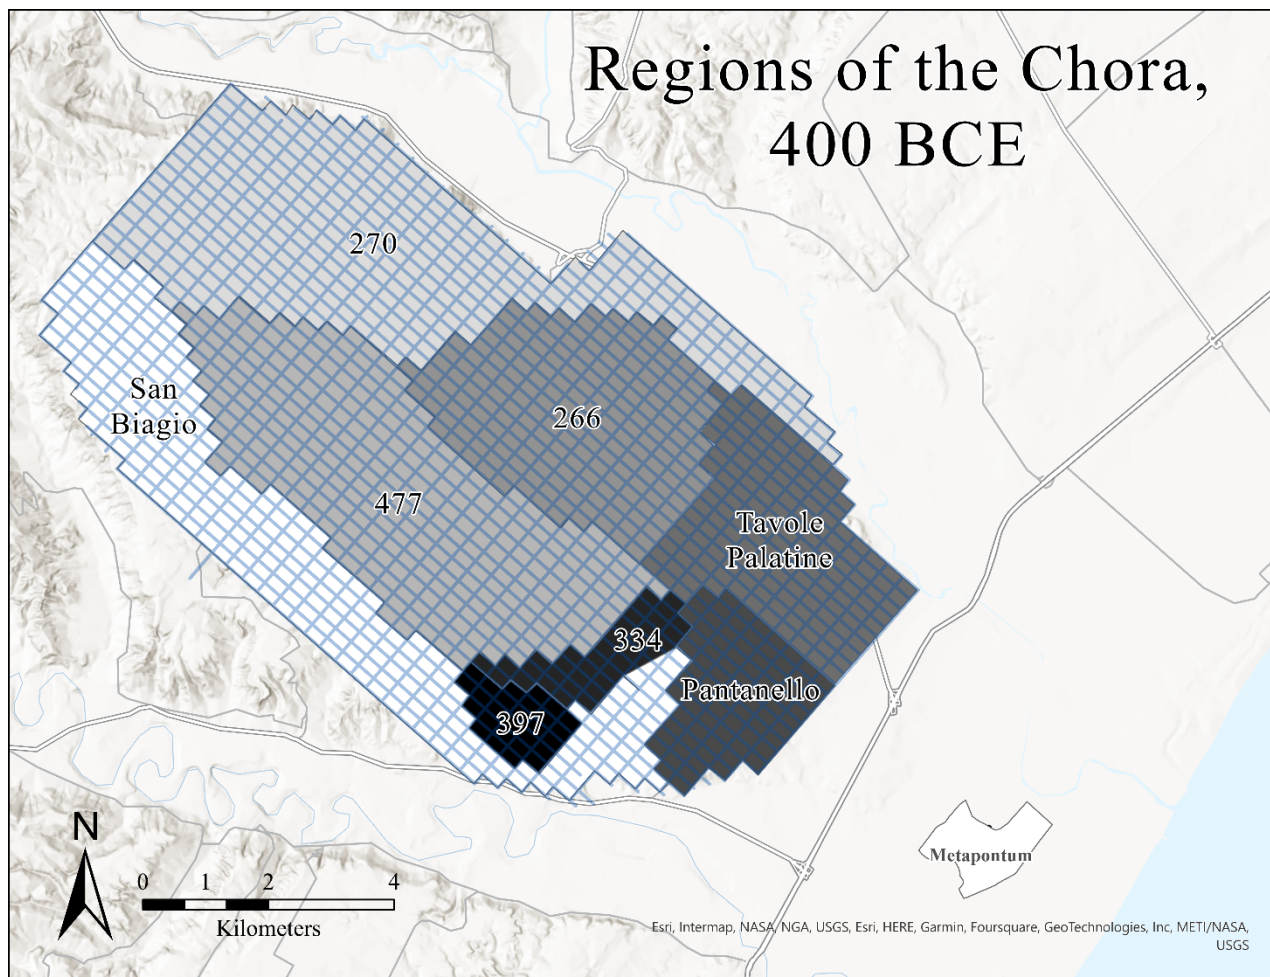 Regions of the Chora,
400 BCE
270
San
Biagio
266
477
Tavole
Palatine
334
Pantanello
397
N
0 1 2 4
Kilometers
Metapontum
Esri, Intermap, NASA, NGA, USGS, Esri, HERE, Garmin, Foursquare, GeoTechnologies, Inc, METI/NASA,
USGS